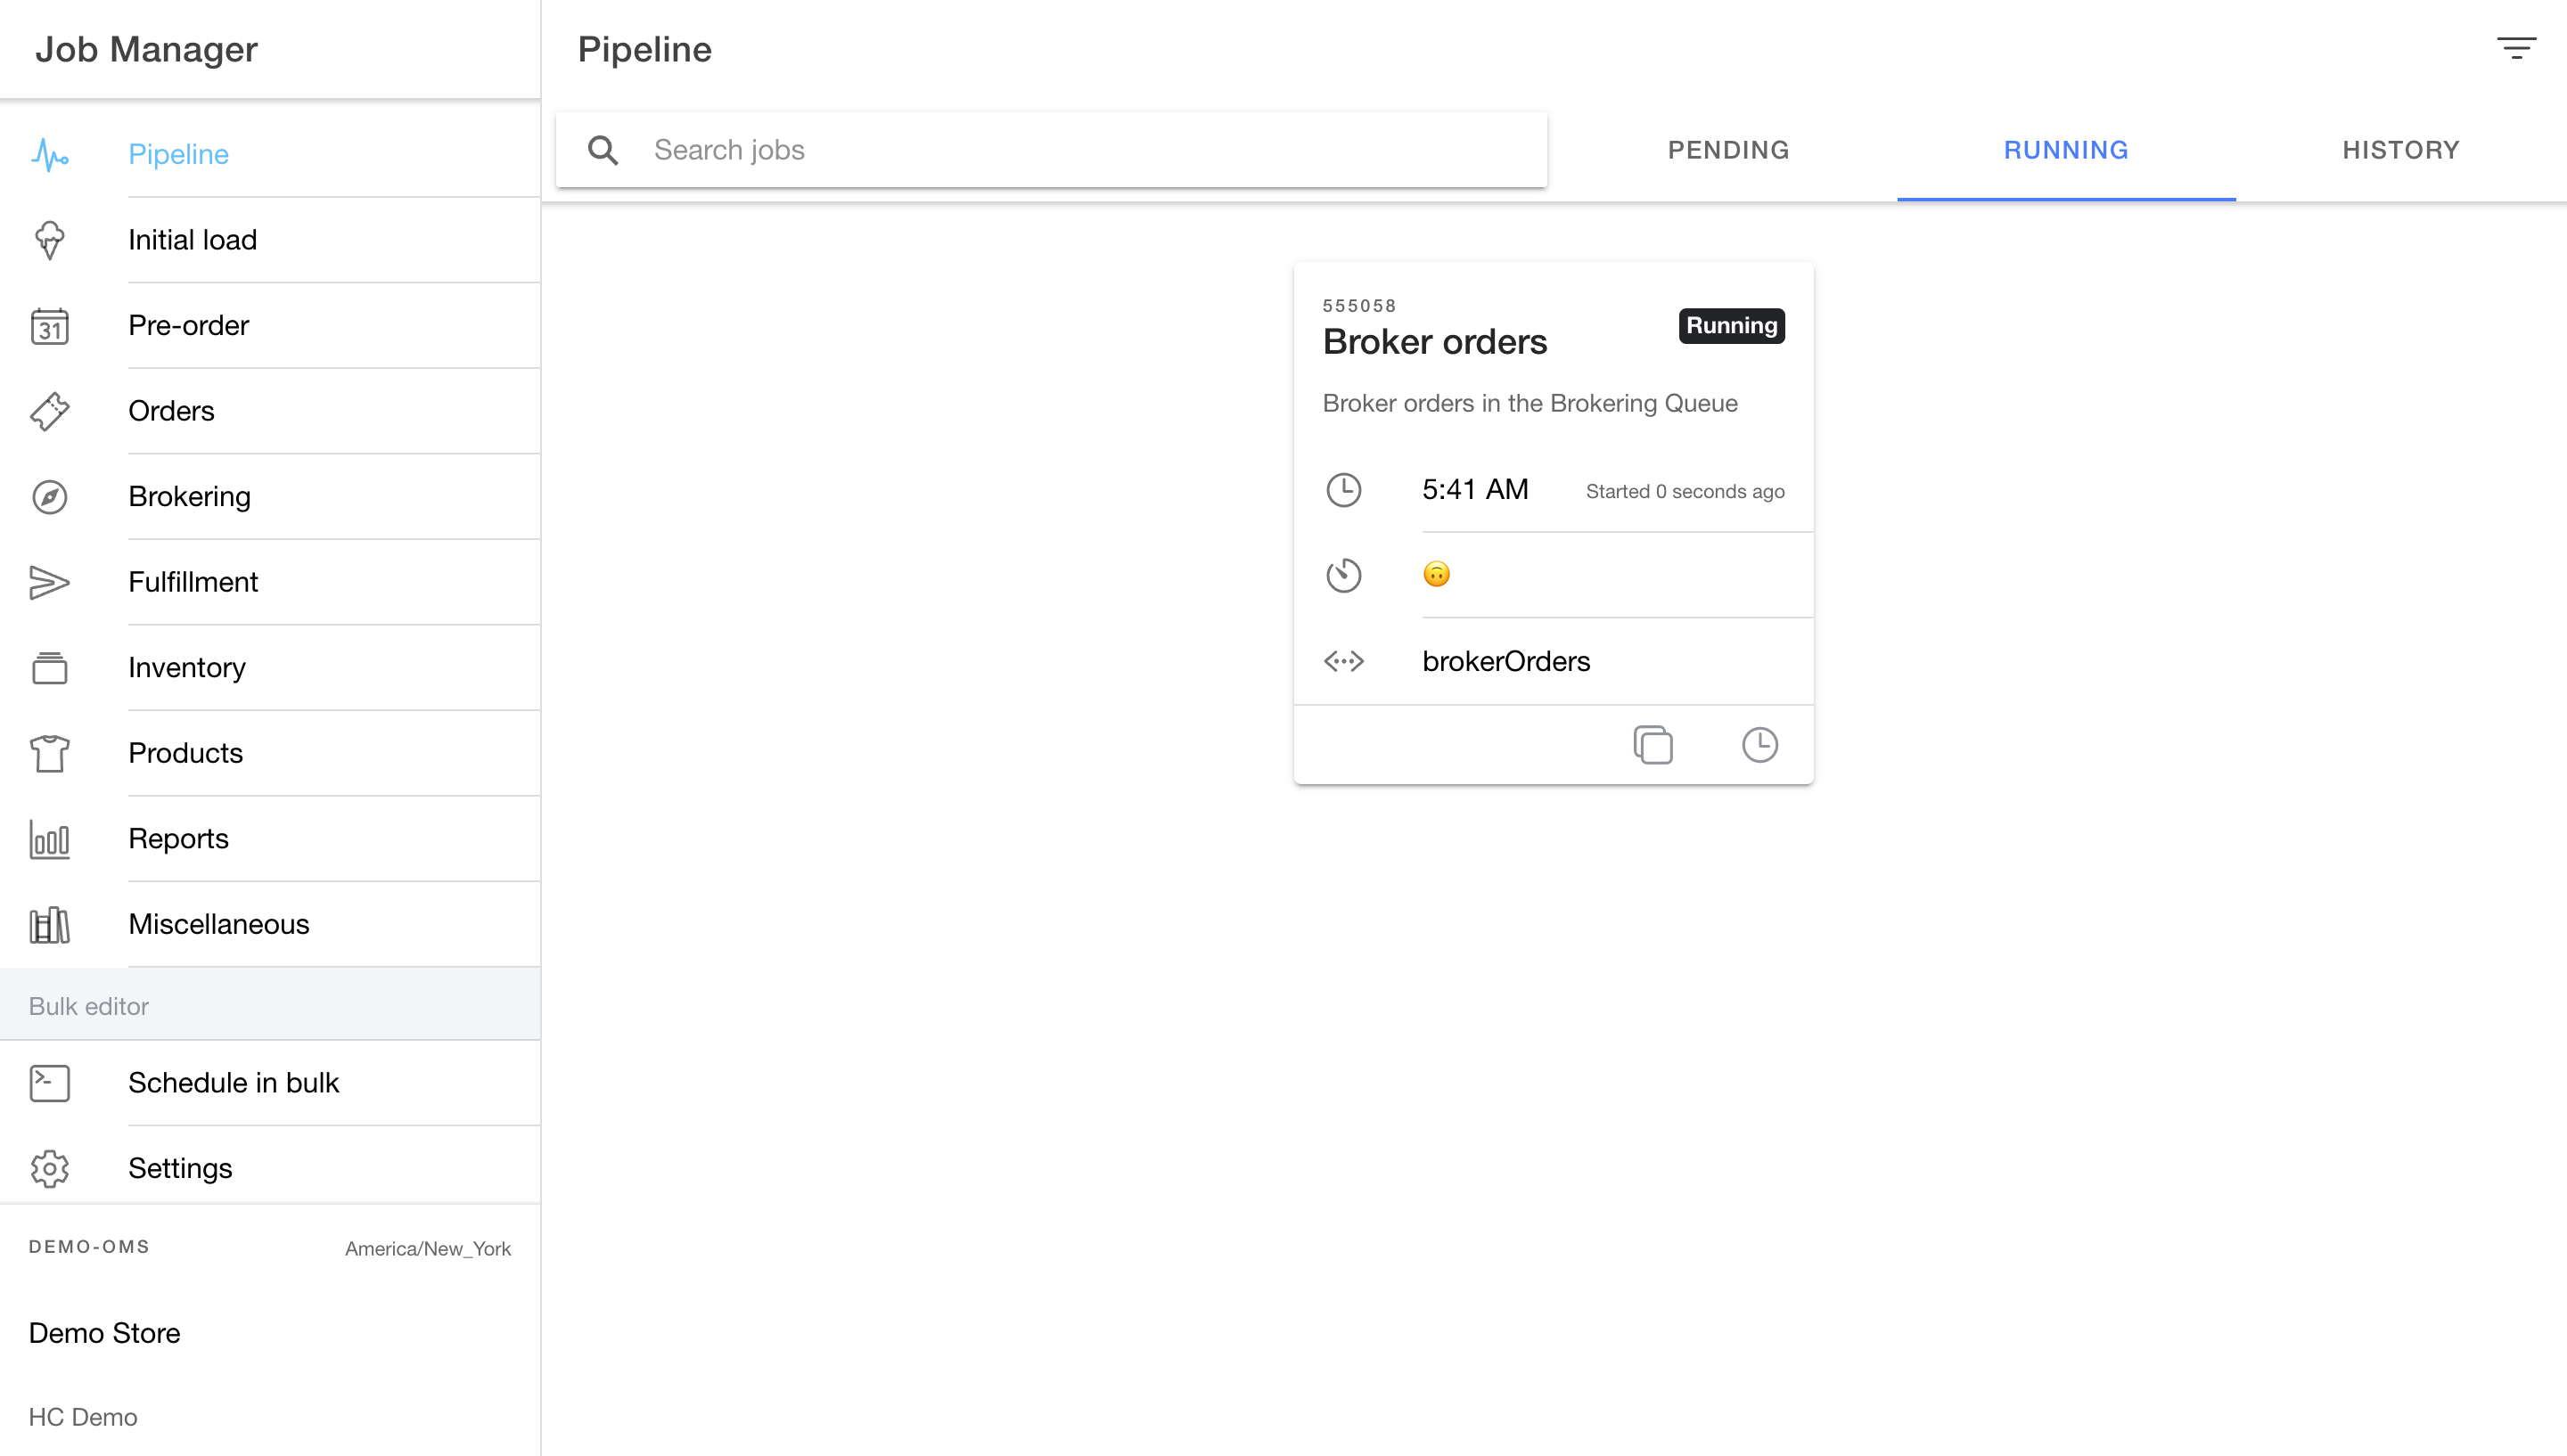 Job Manager
Pipeline
Initial load
31
Pre-order
Orders
Brokering
Fulfillment
Inventory
Products
Reports
Miscellaneous
Bulk editor
Schedule in bulk
Settings
DEMO-OMS America/New_York
Demo Store
HC Demo
Pipeline
Search jobs
PENDING RUNNING HISTORY
555058
Broker orders
Running
Broker orders in the Brokering Queue
5:41 AM Started 0 seconds ago
🙃
brokerOrders